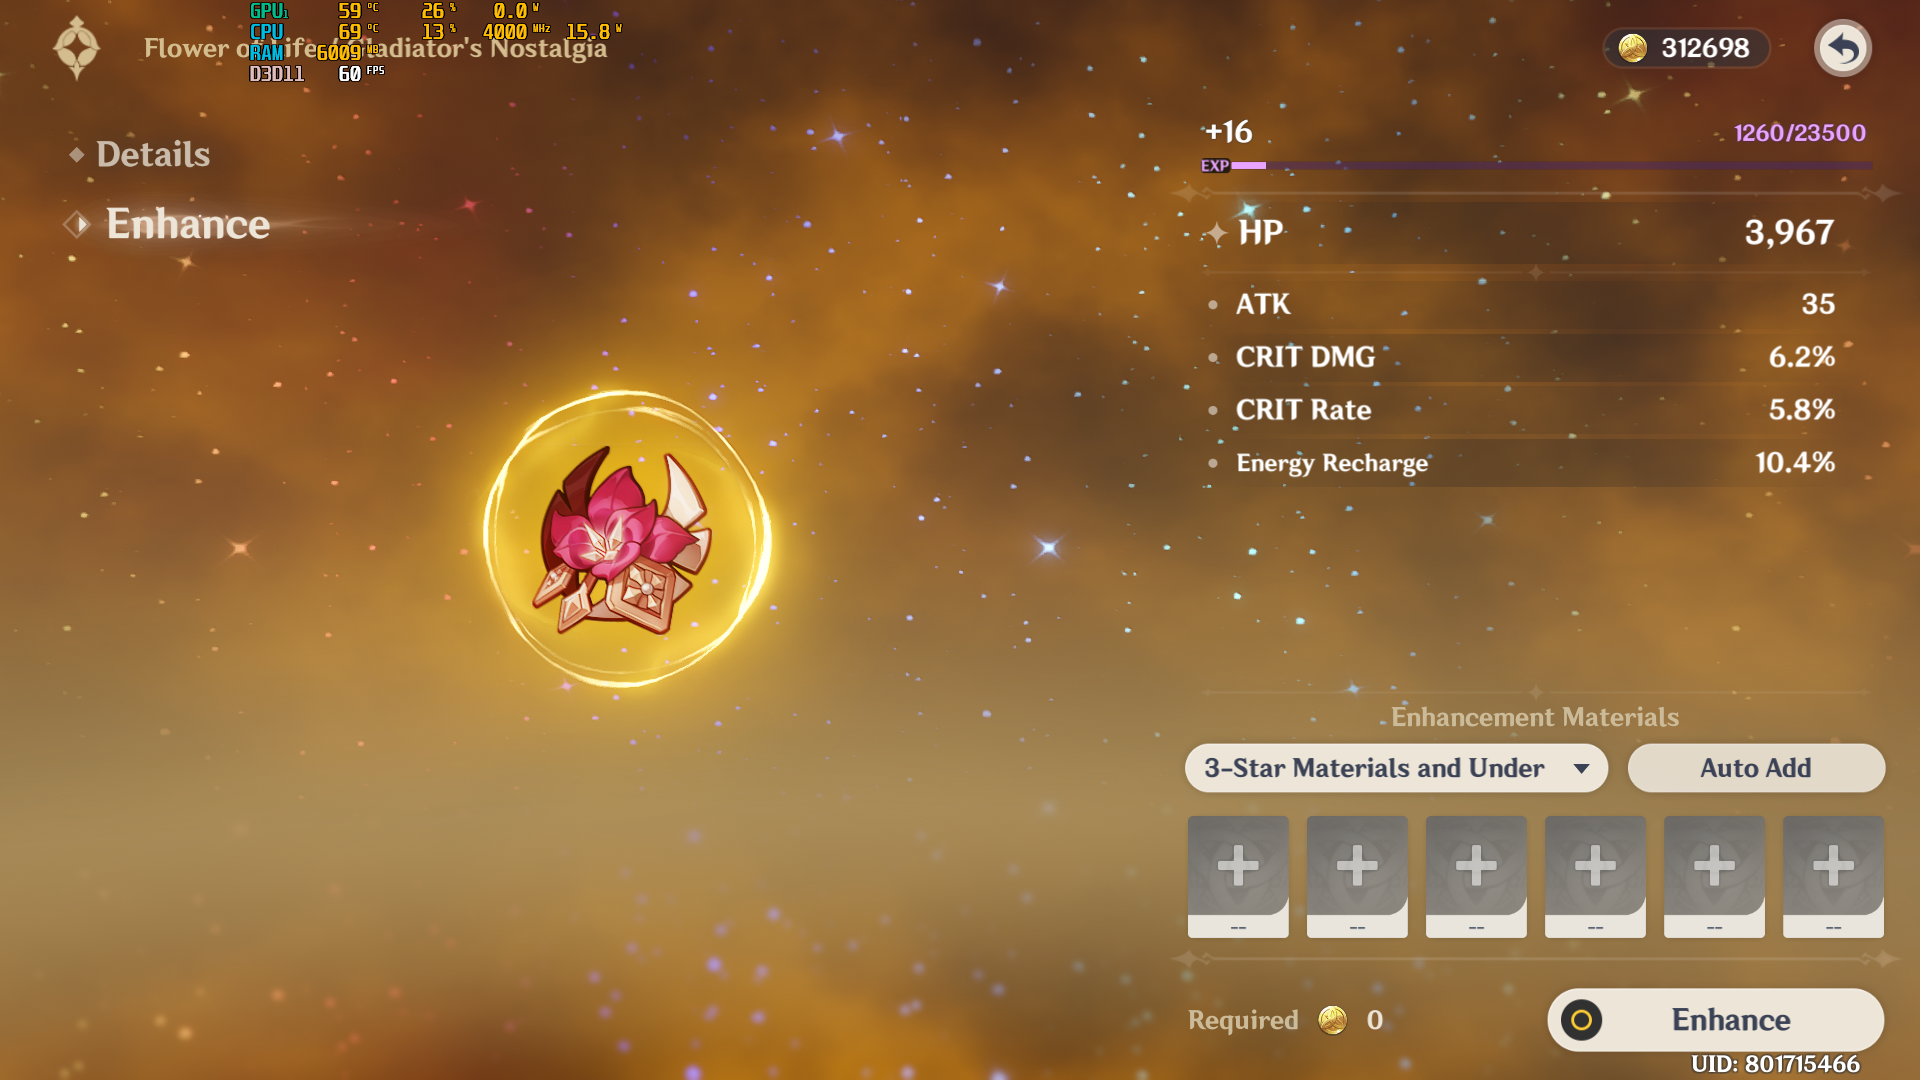 GPU1 59 °C 26 % 0.0 W
CPU 69 °C 13 % 4000 MHz 15.8 W
RAM 6009 MB
D3D11 60 FPS
Flower of Life / Gladiator's Nostalgia
312698
Details
Enhance
+16
1260/23500
EXP
HP 3,967
ATK 35
CRIT DMG 6.2%
CRIT Rate 5.8%
Energy Recharge 10.4%
Enhancement Materials
3-Star Materials and Under
Auto Add
-- -- -- -- -- --
Required 0
Enhance
UID: 801715466